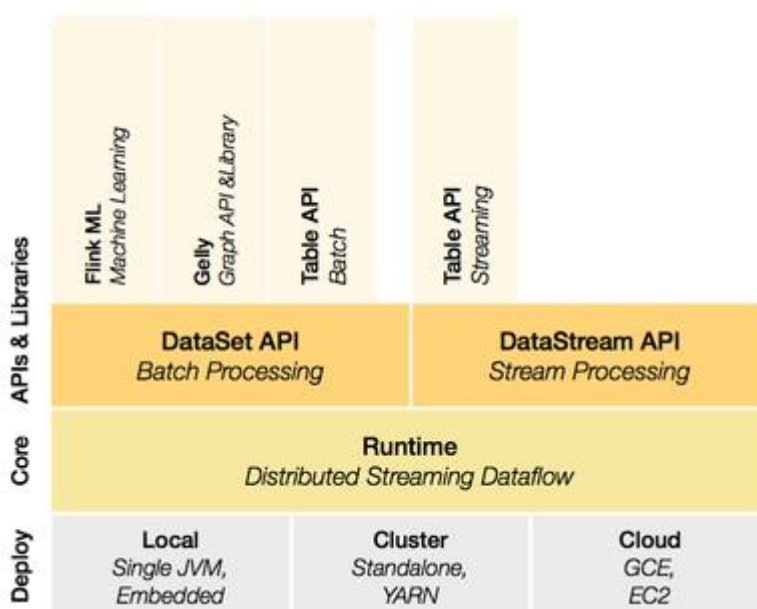 Flink ML
Machine Learning
Gelly
Graph API &Library
Table API
Batch
Table API
Streaming
APIs & Libraries
DataSet API
Batch Processing
DataStream API
Stream Processing
Core
Runtime
Distributed Streaming Dataflow
Deploy
Local
Single JVM,
Embedded
Cluster
Standalone,
YARN
Cloud
GCE,
EC2